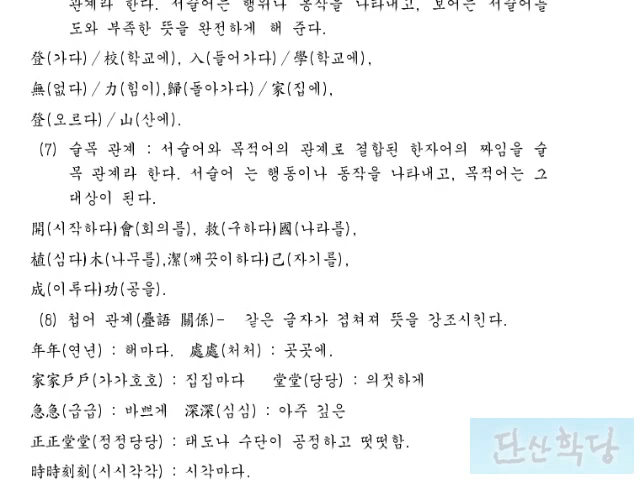 관계라 한다. 서술어는 행위나 동작을 나타내고, 보어는 서술어를
도와 부족한 뜻을 완전하게 해 준다.
登(가다)/校(학교에), 入(들어가다)/學(학교에),
無(없다)/力(힘이),歸(돌아가다)/家(집에),
登(오르다)/山(산에).
(7) 술목 관계 : 서술어와 목적어의 관계로 결합된 한자어의 짜임을 술
목 관계라 한다. 서술어 는 행동이나 동작을 나타내고, 목적어는 그
대상이 된다.
開(시작하다)會(회의를), 救(구하다)國(나라를),
植(심다)木(나무를),潔(깨끗이하다)己(자기를),
成(이루다)功(공을).
(8) 첩어 관계(疊語 關係)- 같은 글자가 겹쳐져 뜻을 강조시킨다.
年年(연년) : 해마다. 處處(처처) : 곳곳에.
家家戶戶(가가호호) : 집집마다 堂堂(당당) : 의젓하게
急急(급급) : 바쁘게 深深(심심) : 아주 깊은
正正堂堂(정정당당) : 태도나 수단이 공정하고 떳떳함.
時時刻刻(시시각각) : 시각마다.
단산학당